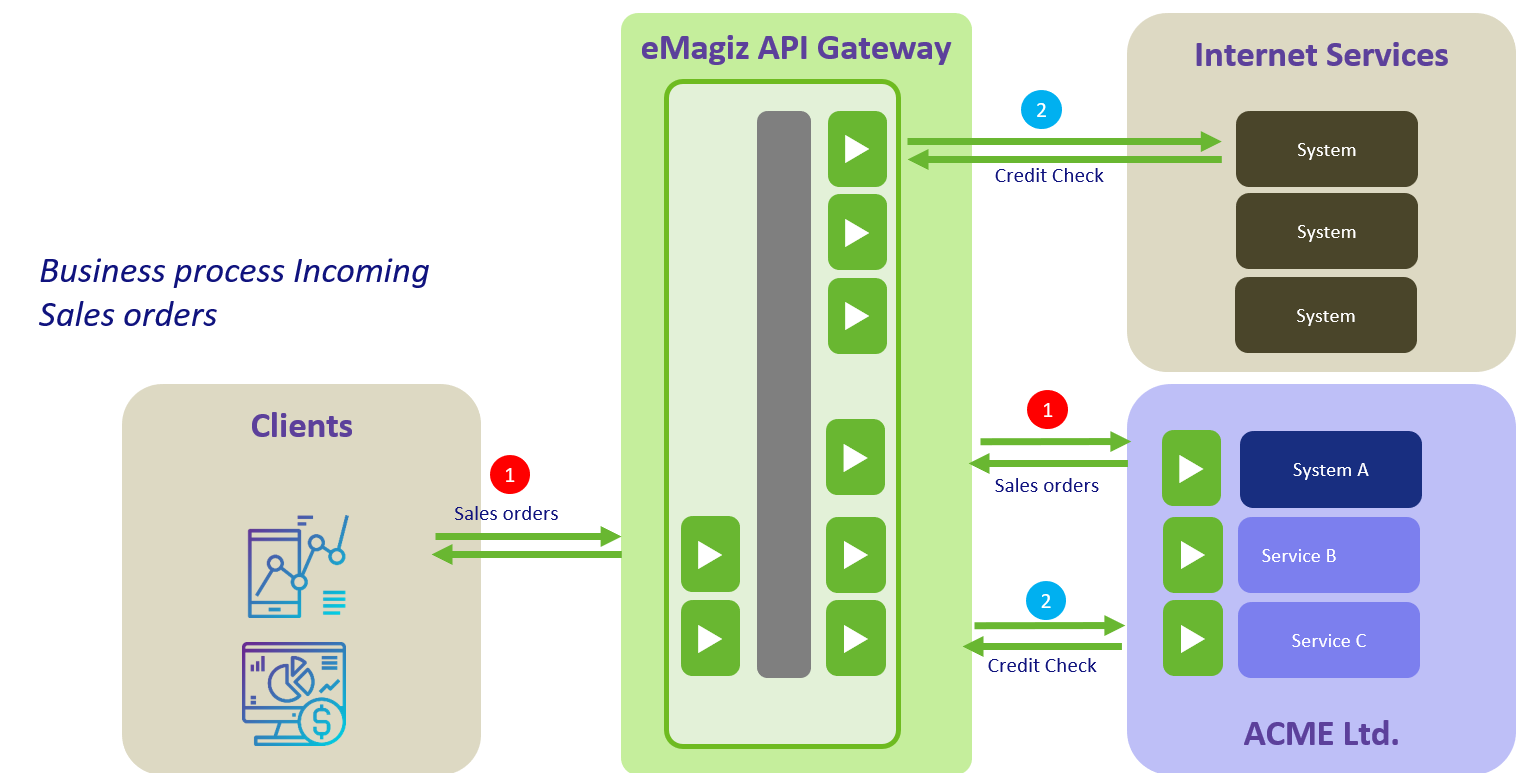 eMagiz API Gateway
Internet Services
2
System
Credit Check
System
Business process Incoming
Sales orders
System
Clients
1
1
System A
Sales orders
Sales orders
Service B
2
Service C
Credit Check
$
ACME Ltd.